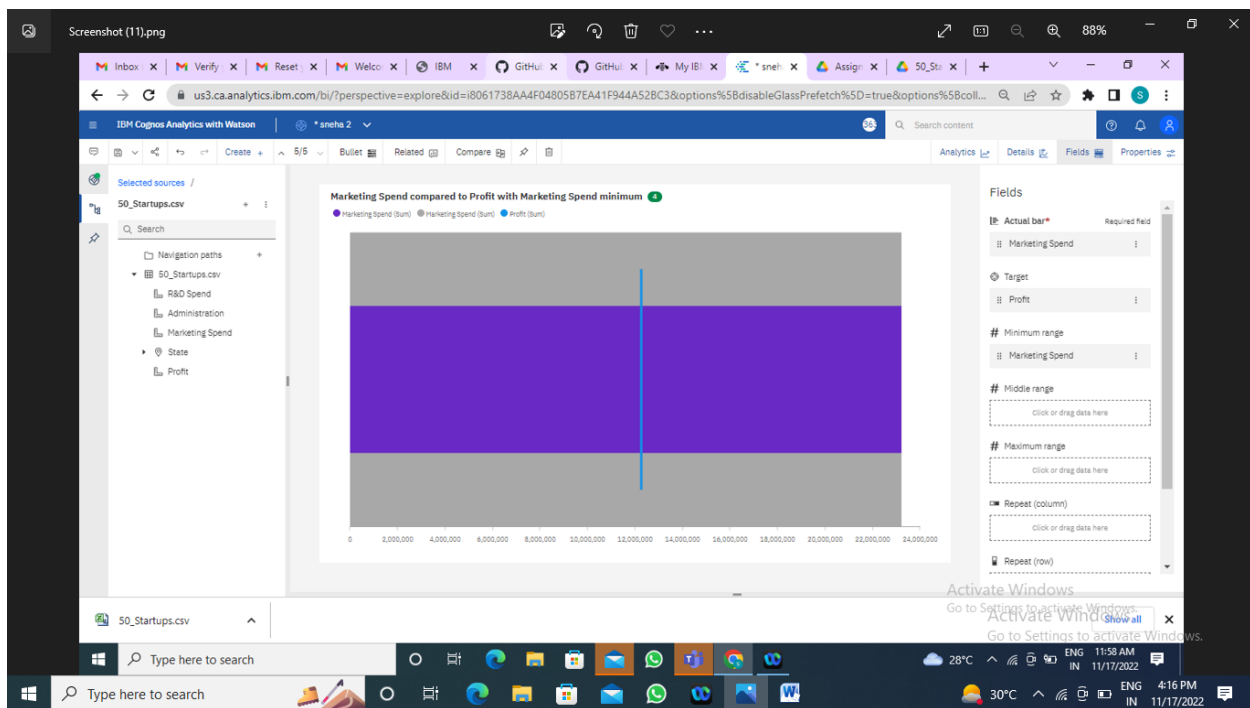 Screenshot (11).png
88%
Inbox
Verify
Reset
Welco
IBM
GitHub
GitHub
My IBM
* sneh
Assign
50_Sta
us3.ca.analytics.ibm.com/bi/?perspective=explore&id=i8061738AA4F04805B7EA41F944A52BC3&options%5BdisableGlassPrefetch%5D=true&options%5Bcoll...
S
IBM Cognos Analytics with Watson
* sneha 2
Search content
Create +
5/5
Bullet
Related
Compare
Analytics
Details
Fields
Properties
Selected sources /
50_Startups.csv
Search
Navigation paths
50_Startups.csv
R&D Spend
Administration
Marketing Spend
State
Profit
Marketing Spend compared to Profit with Marketing Spend minimum 4
Marketing Spend (Sum) Marketing Spend (Sum) Profit (Sum)
0 2,000,000 4,000,000 6,000,000 8,000,000 10,000,000 12,000,000 14,000,000 16,000,000 18,000,000 20,000,000 22,000,000 24,000,000
Fields
Actual bar* Required field
Marketing Spend
Target
Profit
# Minimum range
Marketing Spend
# Middle range
Click or drag data here
# Maximum range
Click or drag data here
Repeat (column)
Click or drag data here
Repeat (row)
Activate Windows
Go to Settings to activate Windows.
Activate Windows
Go to Settings to activate Windows.
50_Startups.csv
Show all
Type here to search
28°C
ENG
IN
11:58 AM
11/17/2022
Type here to search
30°C
ENG
IN
4:16 PM
11/17/2022